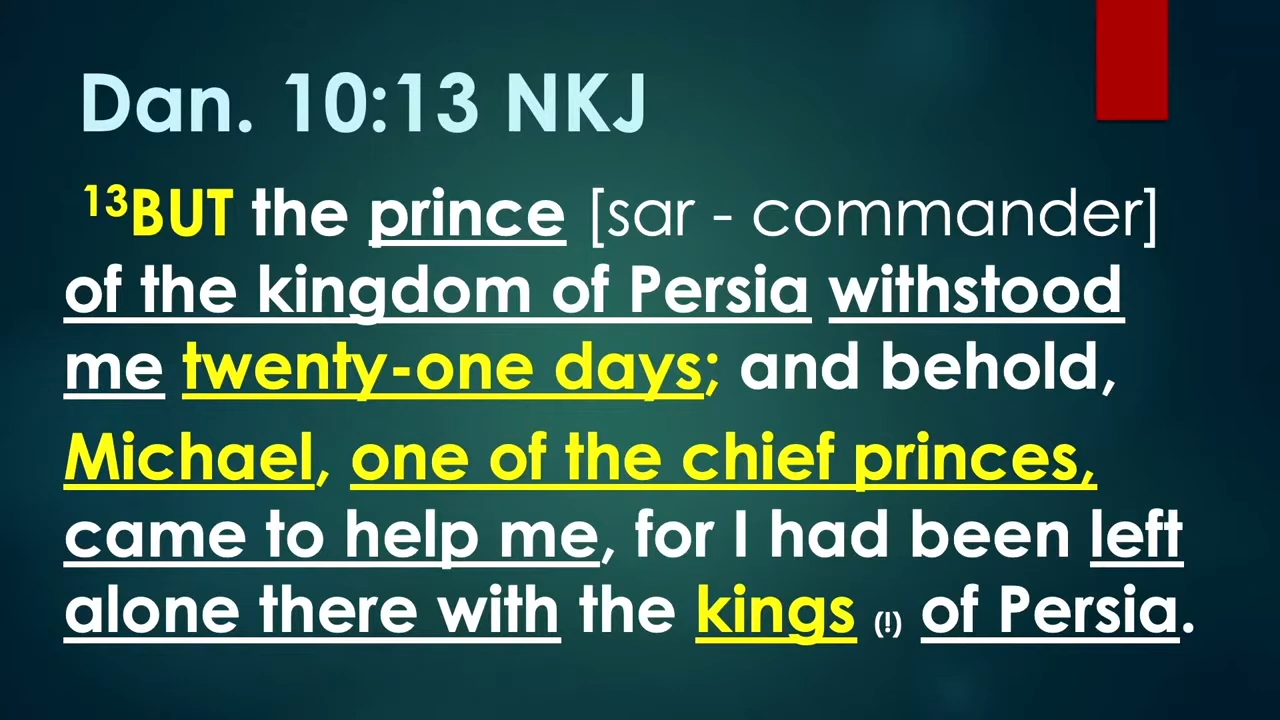 Dan. 10:13 NKJ
13BUT the prince [sar - commander]
of the kingdom of Persia withstood
me twenty-one days; and behold,
Michael, one of the chief princes,
came to help me, for I had been left
alone there with the kings (!) of Persia.